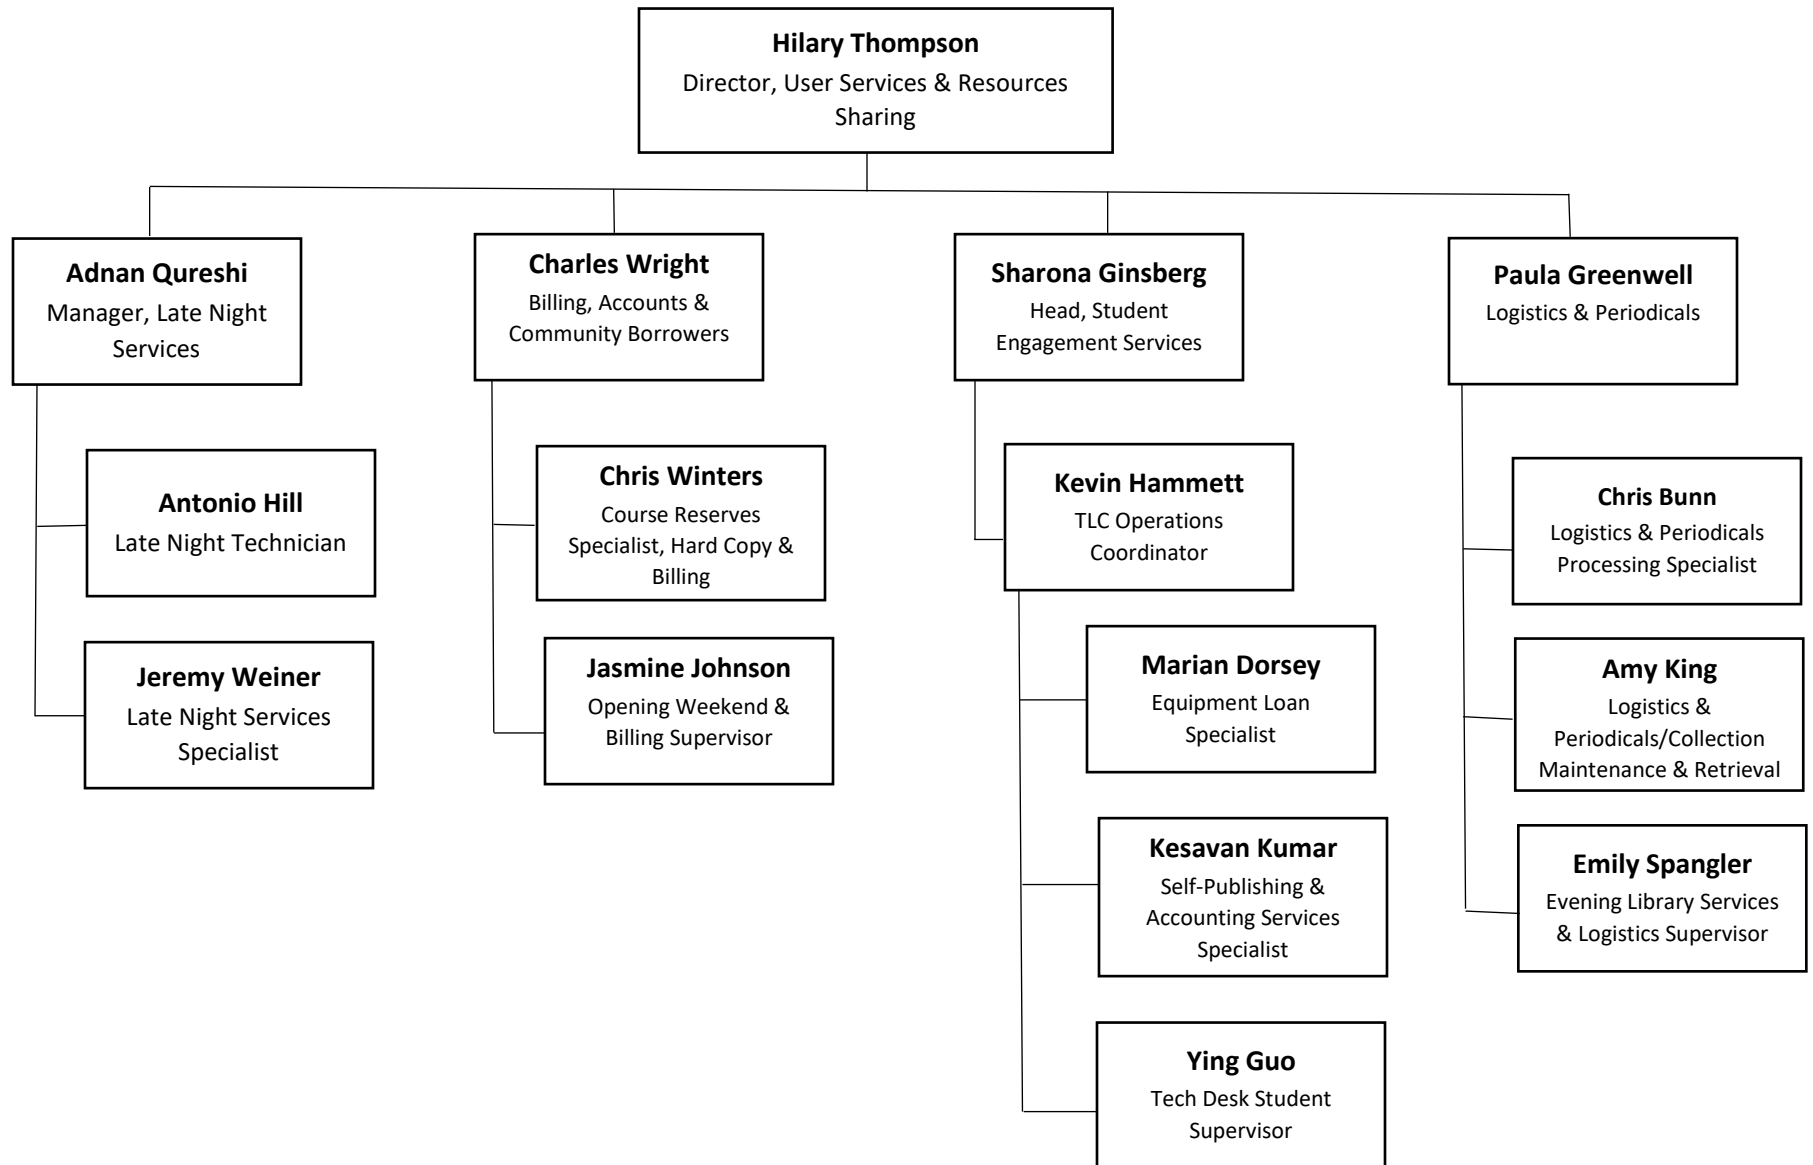 Hilary Thompson
Director, User Services & Resources
Sharing
Adnan Qureshi
Manager, Late Night
Services
Charles Wright
Billing, Accounts &
Community Borrowers
Sharona Ginsberg
Head, Student
Engagement Services
Paula Greenwell
Logistics & Periodicals
Antonio Hill
Late Night Technician
Jeremy Weiner
Late Night Services
Specialist
Chris Winters
Course Reserves
Specialist, Hard Copy &
Billing
Jasmine Johnson
Opening Weekend &
Billing Supervisor
Kevin Hammett
TLC Operations
Coordinator
Marian Dorsey
Equipment Loan
Specialist
Kesavan Kumar
Self-Publishing &
Accounting Services
Specialist
Ying Guo
Tech Desk Student
Supervisor
Chris Bunn
Logistics & Periodicals
Processing Specialist
Amy King
Logistics &
Periodicals/Collection
Maintenance & Retrieval
Emily Spangler
Evening Library Services
& Logistics Supervisor